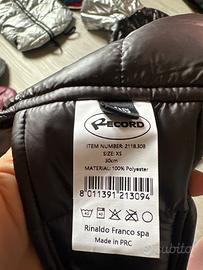 RECORD
ITEM NUMBER: 2118.308
SIZE: XS
30cm
MATERIAL: 100% Polyester
8 011391 213094
Rinaldo Franco spa
Made in PRC
subito